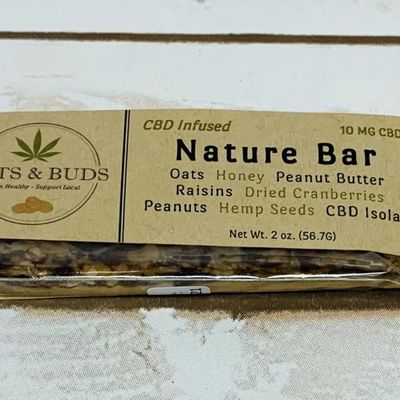 CBD Infused
10 MG CBD
Nature Bar
Oats Honey Peanut Butter
Raisins Dried Cranberries
Peanuts Hemp Seeds CBD Isola
Net Wt. 2 oz. (56.7G)
TS & BUDS
Healthy - Support Local